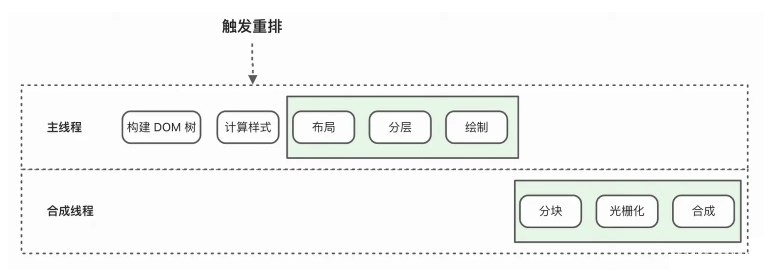 触发重排
主线程
构建 DOM 树
计算样式
布局
分层
绘制
合成线程
分块
光栅化
合成